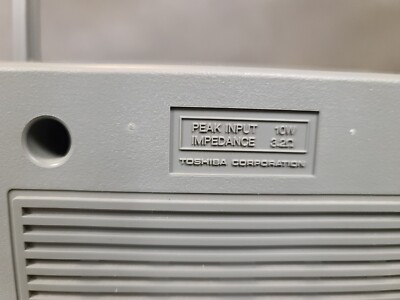 PEAK INPUT 10W
IMPEDANCE 3.2Ω
TOSHIBA CORPORATION